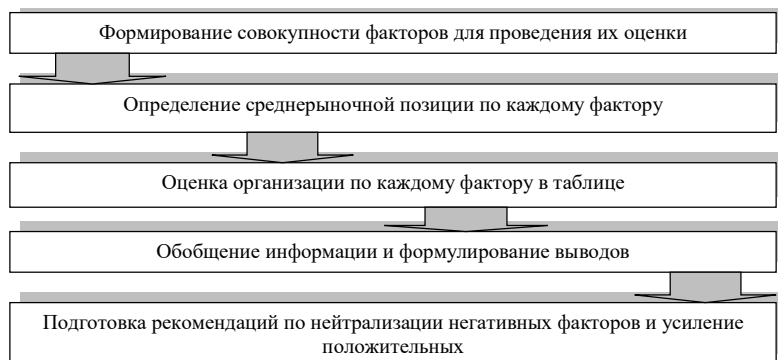 Формирование совокупности факторов для проведения их оценки
Определение среднерыночной позиции по каждому фактору
Оценка организации по каждому фактору в таблице
Обобщение информации и формулирование выводов
Подготовка рекомендаций по нейтрализации негативных факторов и усиление
положительных